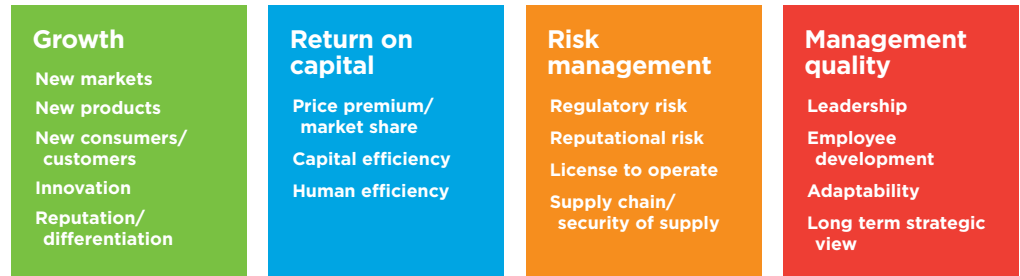 Growth
New markets
New products
New consumers/
customers
Innovation
Reputation/
differentiation
Return on
capital
Price premium/
market share
Capital efficiency
Human efficiency
Risk
management
Regulatory risk
Reputational risk
License to operate
Supply chain/
security of supply
Management
quality
Leadership
Employee
development
Adaptability
Long term strategic
view